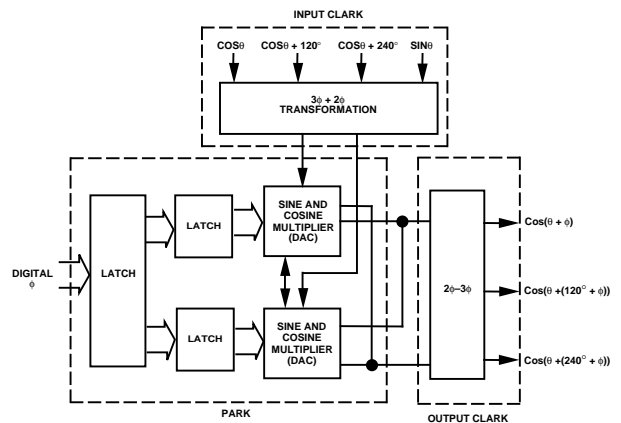 INPUT CLARK
COSθ
COSθ + 120°
COSθ + 240°
SINθ
3ϕ + 2ϕ
TRANSFORMATION
SINE AND
COSINE
MULTIPLIER
(DAC)
LATCH
LATCH
DIGITAL
ϕ
2ϕ–3ϕ
Cos(θ + ϕ)
Cos(θ +(120° + ϕ))
Cos(θ +(240° + ϕ))
LATCH
SINE AND
COSINE
MULTIPLIER
(DAC)
PARK
OUTPUT CLARK